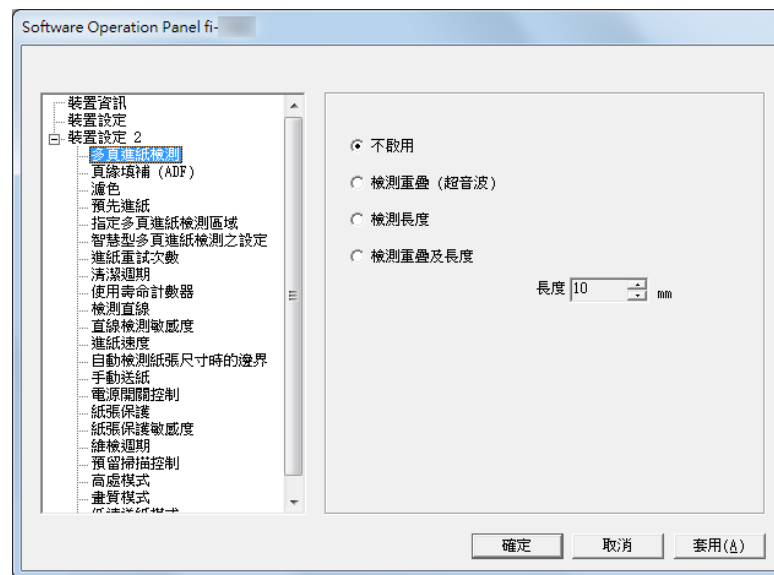 Software Operation Panel fi-
裝置資訊
裝置設定
裝置設定 2
多頁進紙檢測
頁緣填補 (ADF)
濾色
預先進紙
指定多頁進紙檢測區域
智慧型多頁進紙檢測之設定
進紙重試次數
清潔週期
使用壽命計數器
檢測直線
直線檢測敏感度
進紙速度
自動檢測紙張尺寸時的邊界
手動送紙
電源開關控制
紙張保護
紙張保護敏感度
維檢週期
預留掃描控制
高處模式
畫質模式
低速送紙模式
不啟用
檢測重疊 (超音波)
檢測長度
檢測重疊及長度
長度 10 mm
確定 取消 套用(A)